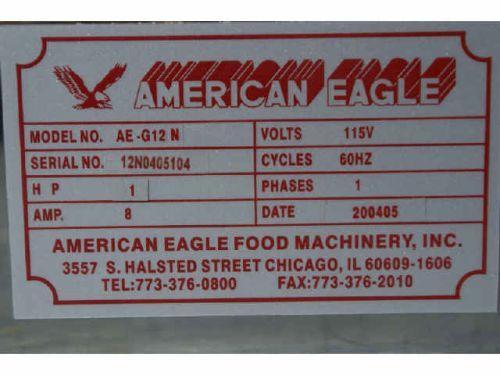 AMERICAN EAGLE
MODEL NO. AE-G12 N VOLTS 115V
SERIAL NO. 12N0405104 CYCLES 60HZ
H P 1 PHASES 1
AMP. 8 DATE 200405
AMERICAN EAGLE FOOD MACHINERY, INC.
3557 S. HALSTED STREET CHICAGO, IL 60609-1606
TEL:773-376-0800 FAX:773-376-2010